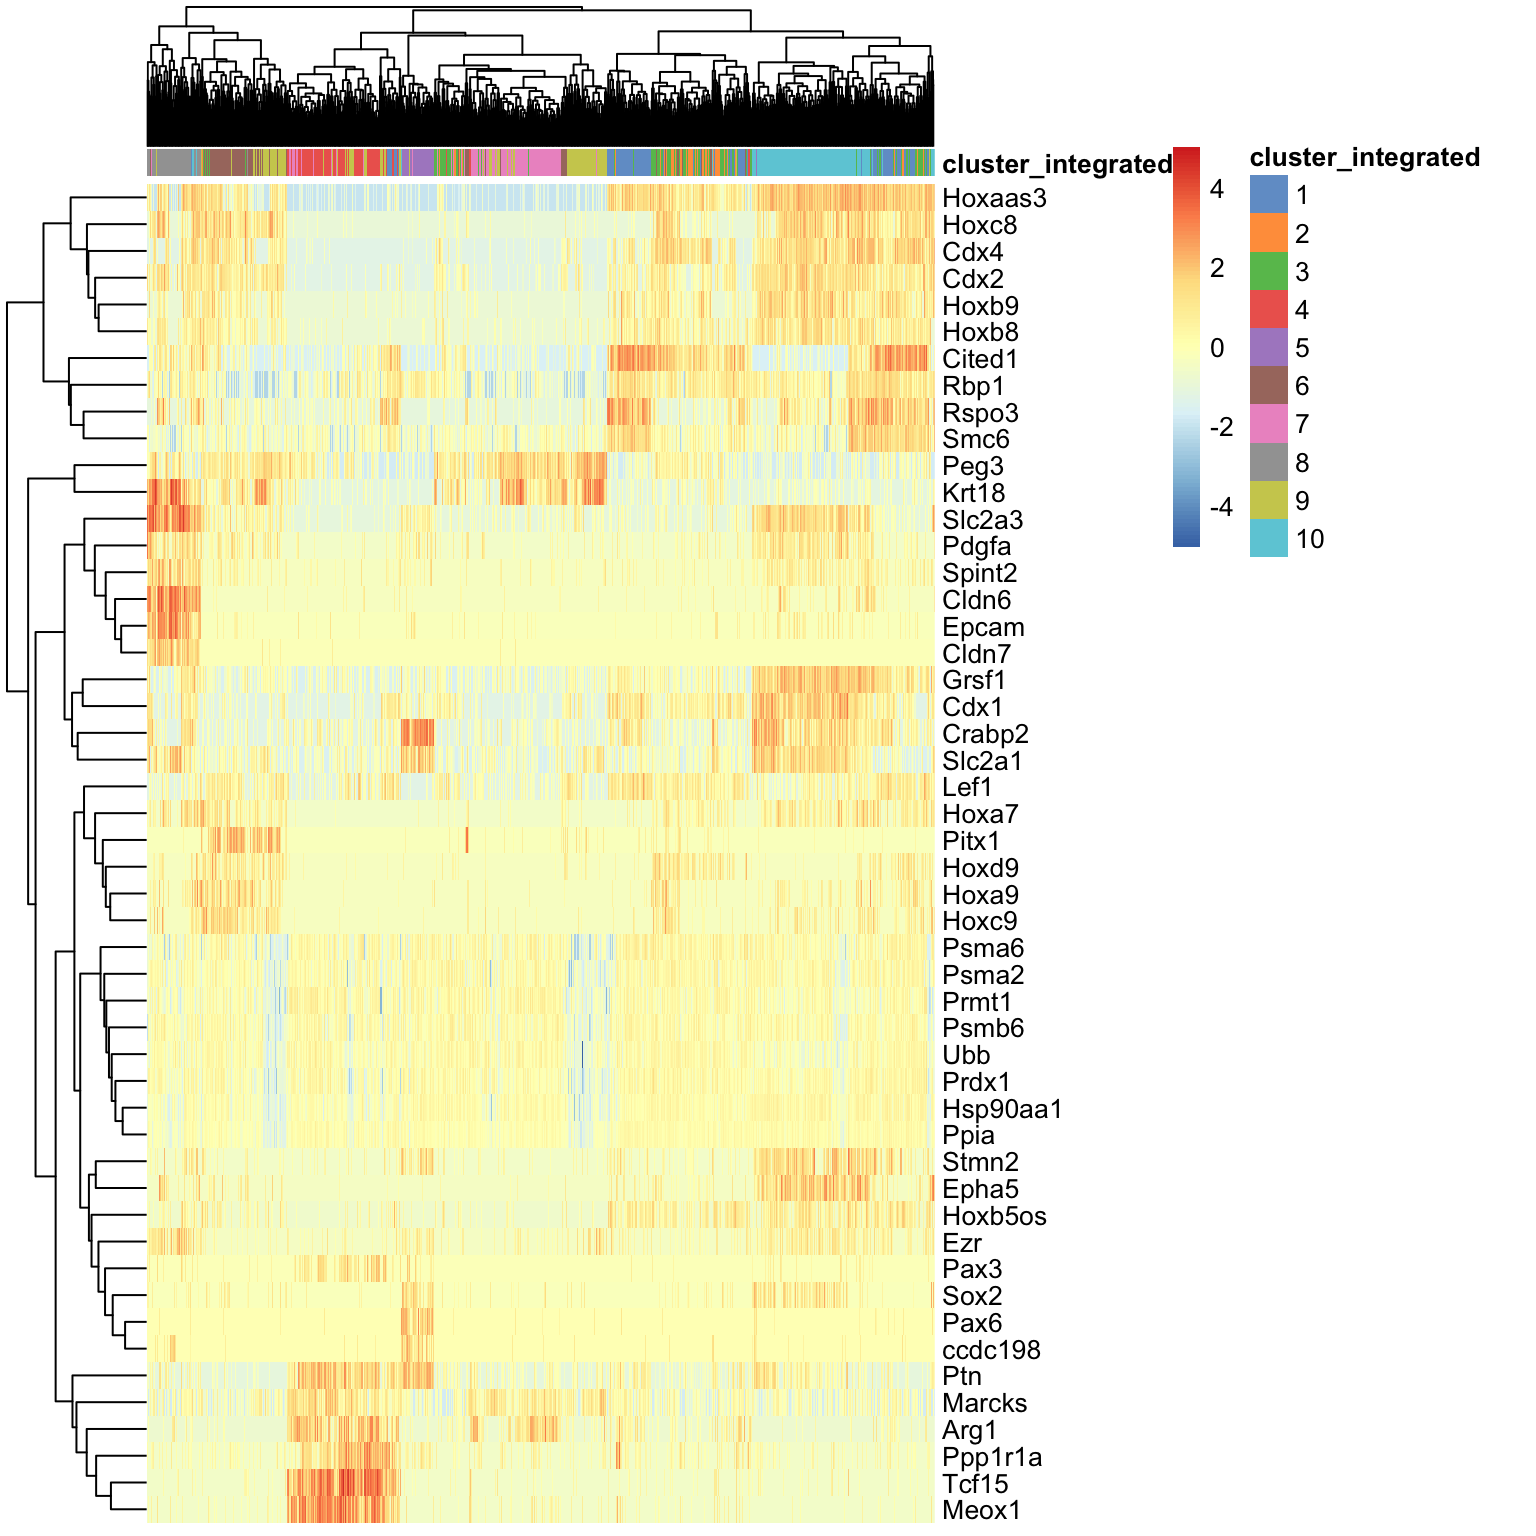 cluster_integrated
Hoxaas3
Hoxc8
Cdx4
Cdx2
Hoxb9
Hoxb8
Cited1
Rbp1
Rspo3
Smc6
Peg3
Krt18
Slc2a3
Pdgfa
Spint2
Cldn6
Epcam
Cldn7
Grsf1
Cdx1
Crabp2
Slc2a1
Lef1
Hoxa7
Pitx1
Hoxd9
Hoxa9
Hoxc9
Psma6
Psma2
Prmt1
Psmb6
Ubb
Prdx1
Hsp90aa1
Ppia
Stmn2
Epha5
Hoxb5os
Ezr
Pax3
Sox2
Pax6
ccdc198
Ptn
Marcks
Arg1
Ppp1r1a
Tcf15
Meox1
4
2
0
-2
-4
cluster_integrated
1
2
3
4
5
6
7
8
9
10